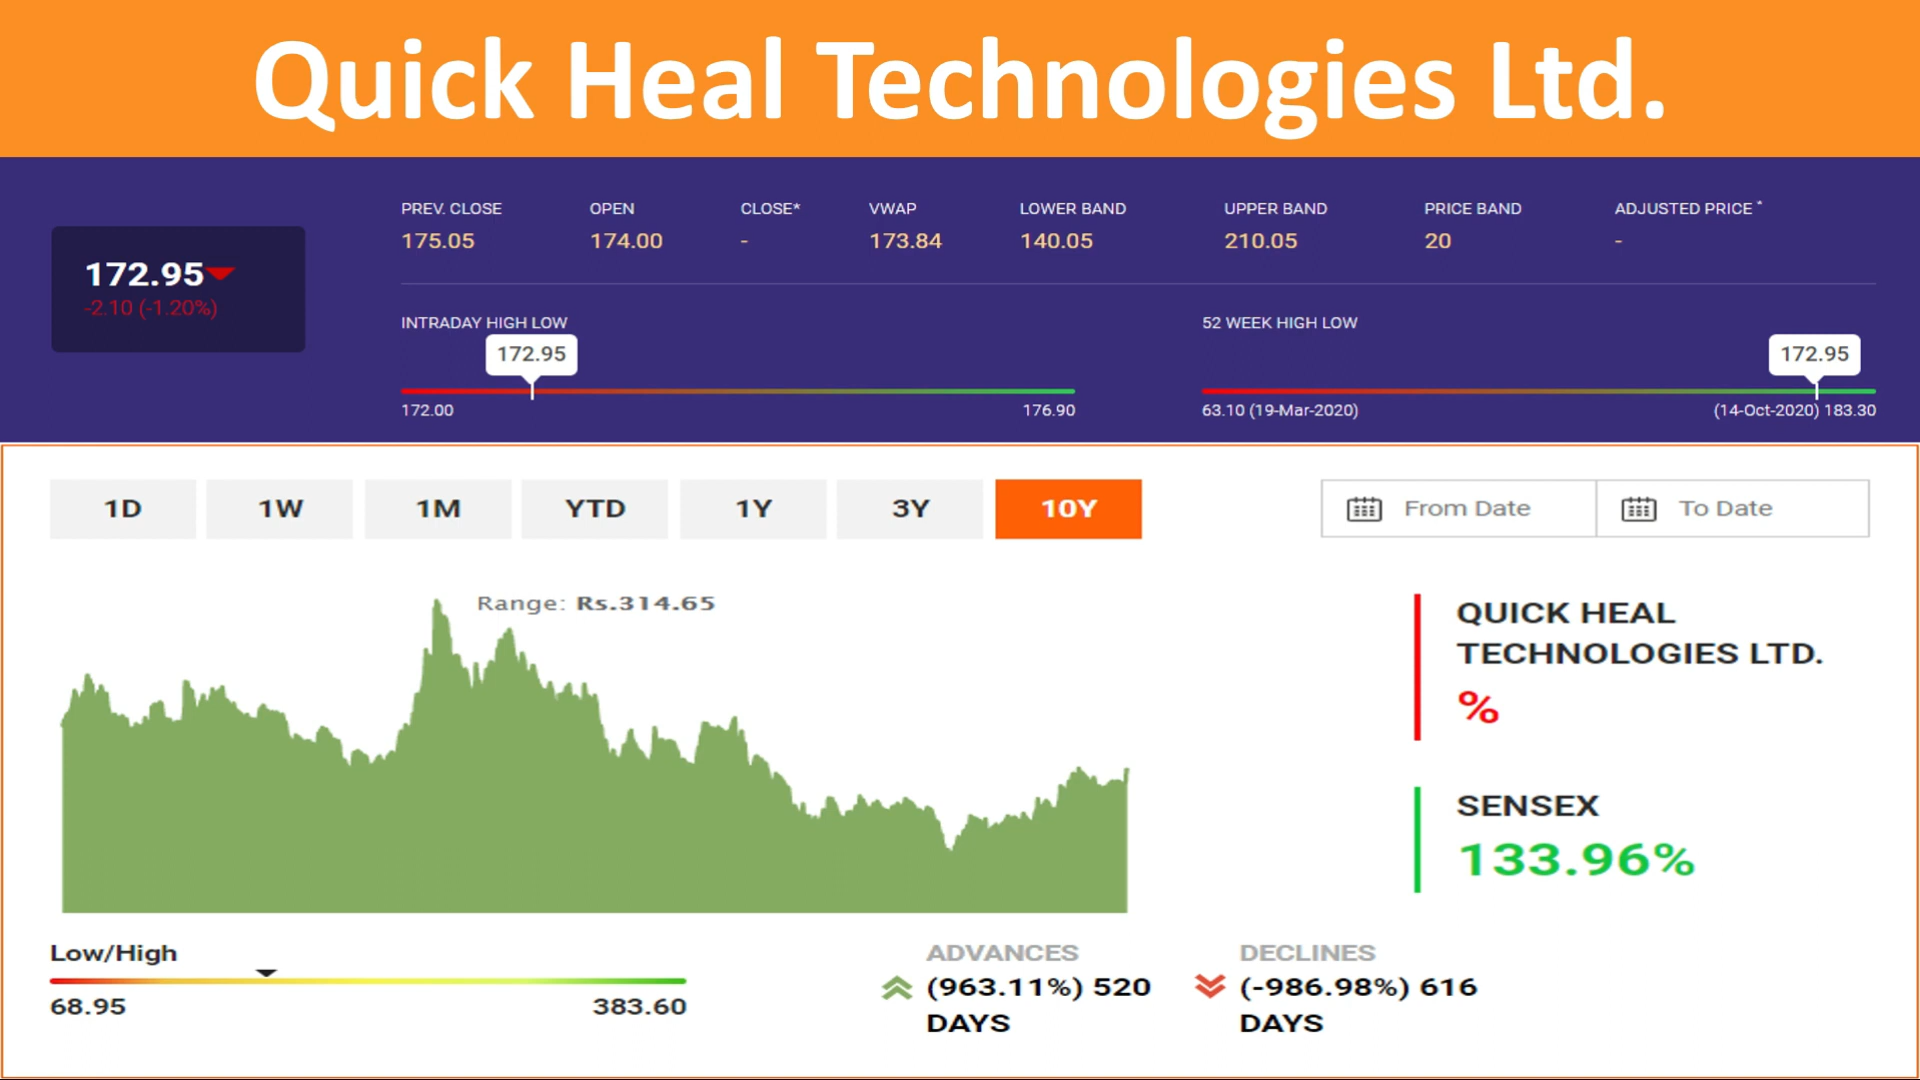 Quick Heal Technologies Ltd.
PREV. CLOSE OPEN CLOSE* VWAP LOWER BAND UPPER BAND PRICE BAND ADJUSTED PRICE *
175.05 174.00 - 173.84 140.05 210.05 20 -
172.95
-2.10 (-1.20%)
INTRADAY HIGH LOW 52 WEEK HIGH LOW
172.95 172.95
172.00 176.90 63.10 (19-Mar-2020) (14-Oct-2020) 183.30
1D 1W 1M YTD 1Y 3Y 10Y From Date To Date
Range: Rs.314.65
QUICK HEAL
TECHNOLOGIES LTD.
%
SENSEX
133.96%
Low/High
68.95 383.60
ADVANCES
(963.11%) 520
DAYS
DECLINES
(-986.98%) 616
DAYS